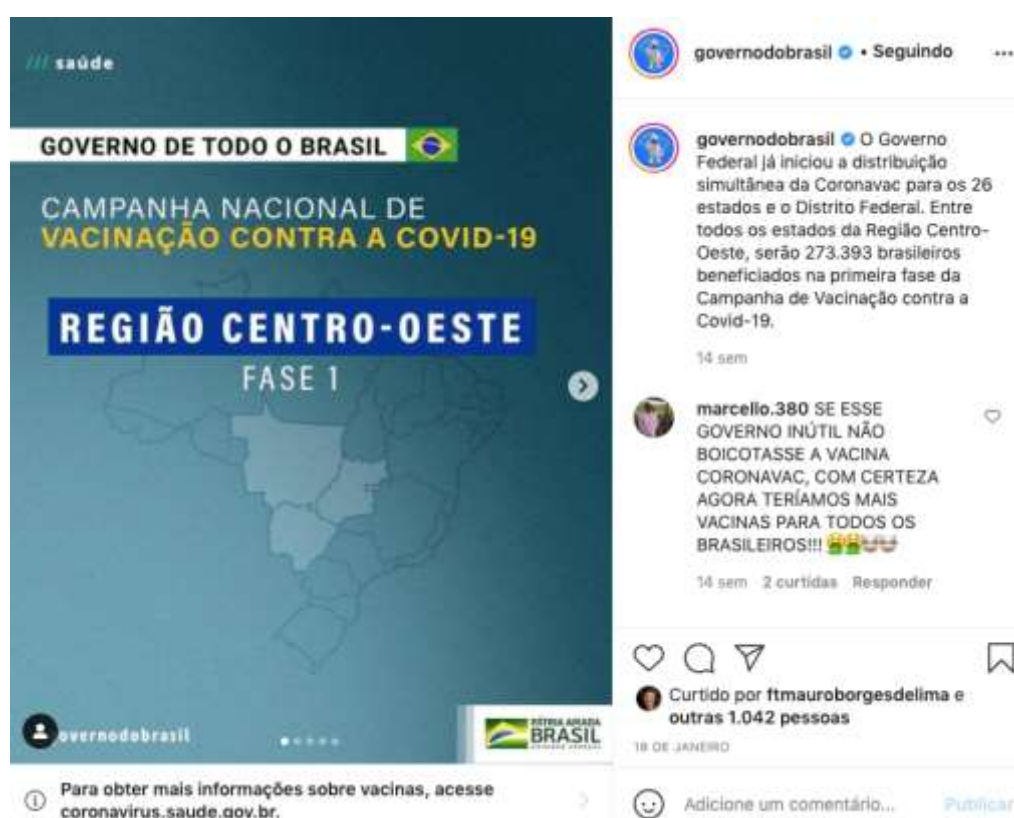 /// saúde
GOVERNO DE TODO O BRASIL
CAMPANHA NACIONAL DE
VACINAÇÃO CONTRA A COVID-19
REGIÃO CENTRO-OESTE
FASE 1
overnodobrasil
PÁTRIA AMADA
BRASIL
Para obter mais informações sobre vacinas, acesse
coronavirus.saude.gov.br.
governodobrasil • Seguindo
governodobrasil O Governo
Federal já iniciou a distribuição
simultânea da Coronavac para os 26
estados e o Distrito Federal. Entre
todos os estados da Região Centro-
Oeste, serão 273.393 brasileiros
beneficiados na primeira fase da
Campanha de Vacinação contra a
Covid-19.
14 sem
marcello.380 SE ESSE
GOVERNO INÚTIL NÃO
BOICOTASSE A VACINA
CORONAVAC, COM CERTEZA
AGORA TERÍAMOS MAIS
VACINAS PARA TODOS OS
BRASILEIROS!!!
14 sem 2 curtidas Responder
Curtido por ftmauroborgesdelima e
outras 1.042 pessoas
18 DE JANEIRO
Adicione um comentário... Publicar